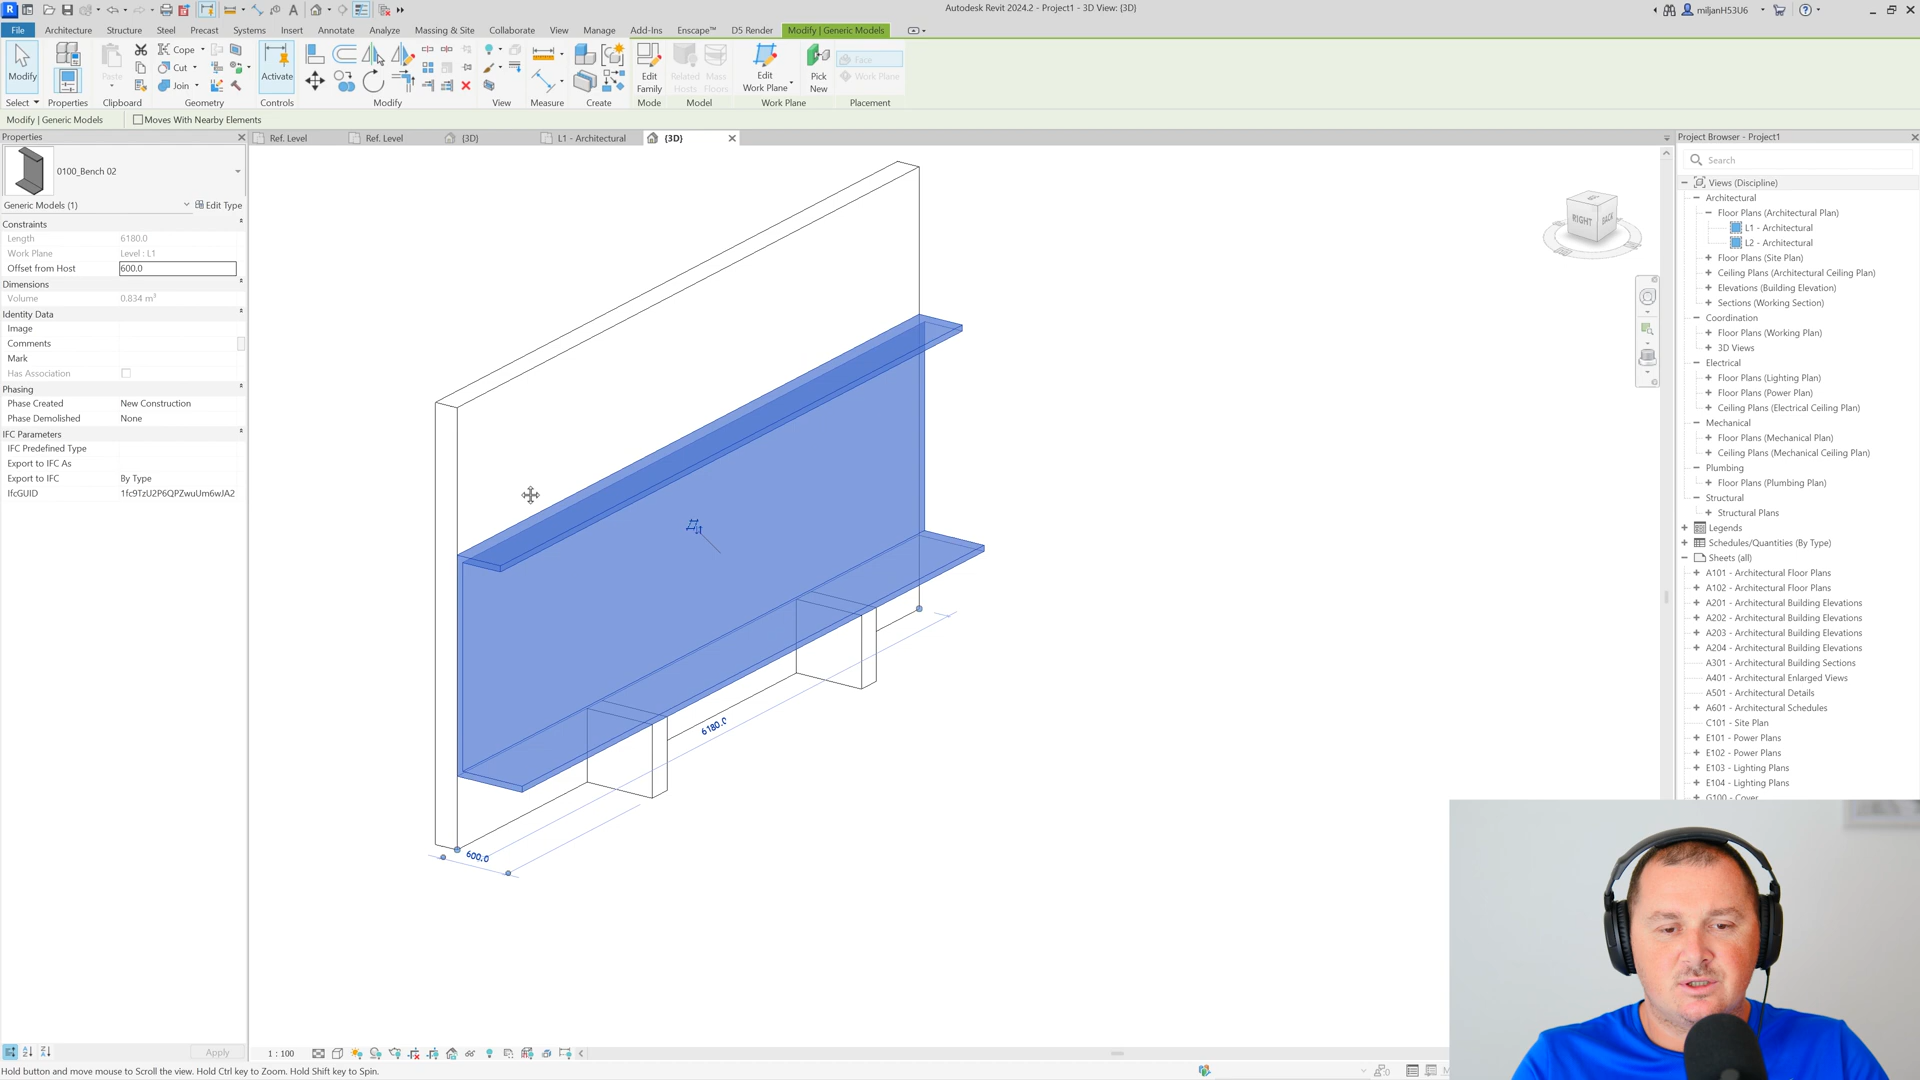 Autodesk Revit 2024.2 - Project1 - 3D View: {3D}
miljanH53U6
File
Architecture
Structure
Steel
Precast
Systems
Insert
Annotate
Analyze
Massing & Site
Collaborate
View
Manage
Add-Ins
Enscape™
D5 Render
Modify | Generic Models
Modify
Paste
Cope
Cut
Join
Activate
Edit
Family
Related
Hosts
Mass
Floors
Edit
Work Plane
Pick
New
Face
Work Plane
Select
Properties
Clipboard
Geometry
Controls
Modify
View
Measure
Create
Mode
Model
Work Plane
Placement
Modify | Generic Models
Moves With Nearby Elements
Properties
Ref. Level
Ref. Level
{3D}
L1 - Architectural
{3D}
Project Browser - Project1
0100_Bench 02
Generic Models (1)
Edit Type
Constraints
Length 6180.0
Work Plane Level : L1
Offset from Host 600.0
Dimensions
Volume 0.834 m³
Identity Data
Image
Comments
Mark
Has Association
Phasing
Phase Created New Construction
Phase Demolished None
IFC Parameters
IFC Predefined Type
Export to IFC As
Export to IFC By Type
IfcGUID 1fc9TzU2P6QPZwuUm6wJA2
Apply
RIGHT
BACK
6180.0
600.0
Search
Views (Discipline)
Architectural
Floor Plans (Architectural Plan)
L1 - Architectural
L2 - Architectural
Floor Plans (Site Plan)
Ceiling Plans (Architectural Ceiling Plan)
Elevations (Building Elevation)
Sections (Working Section)
Coordination
Floor Plans (Working Plan)
3D Views
Electrical
Floor Plans (Lighting Plan)
Floor Plans (Power Plan)
Ceiling Plans (Electrical Ceiling Plan)
Mechanical
Floor Plans (Mechanical Plan)
Ceiling Plans (Mechanical Ceiling Plan)
Plumbing
Floor Plans (Plumbing Plan)
Structural
Structural Plans
Legends
Schedules/Quantities (By Type)
Sheets (all)
A101 - Architectural Floor Plans
A102 - Architectural Floor Plans
A201 - Architectural Building Elevations
A202 - Architectural Building Elevations
A203 - Architectural Building Elevations
A204 - Architectural Building Elevations
A301 - Architectural Building Sections
A401 - Architectural Enlarged Views
A501 - Architectural Details
A601 - Architectural Schedules
C101 - Site Plan
E101 - Power Plans
E102 - Power Plans
E103 - Lighting Plans
E104 - Lighting Plans
G100 - Cover
1 : 100
Hold button and move mouse to Scroll the view. Hold Ctrl key to Zoom. Hold Shift key to Spin.